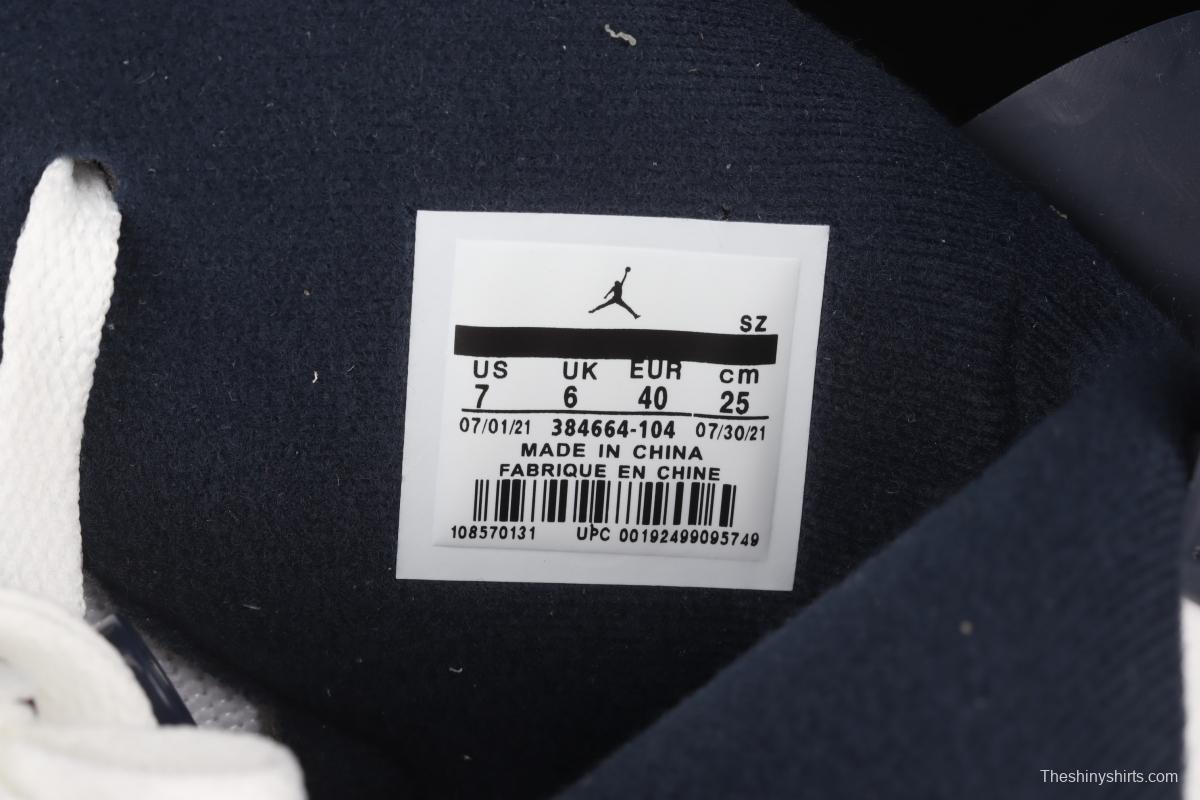 SZ
US UK EUR cm
7 6 40 25
07/01/21 384664-104 07/30/21
MADE IN CHINA
FABRIQUE EN CHINE
108570131 UPC 00192499095749
Theshinyshirts.com